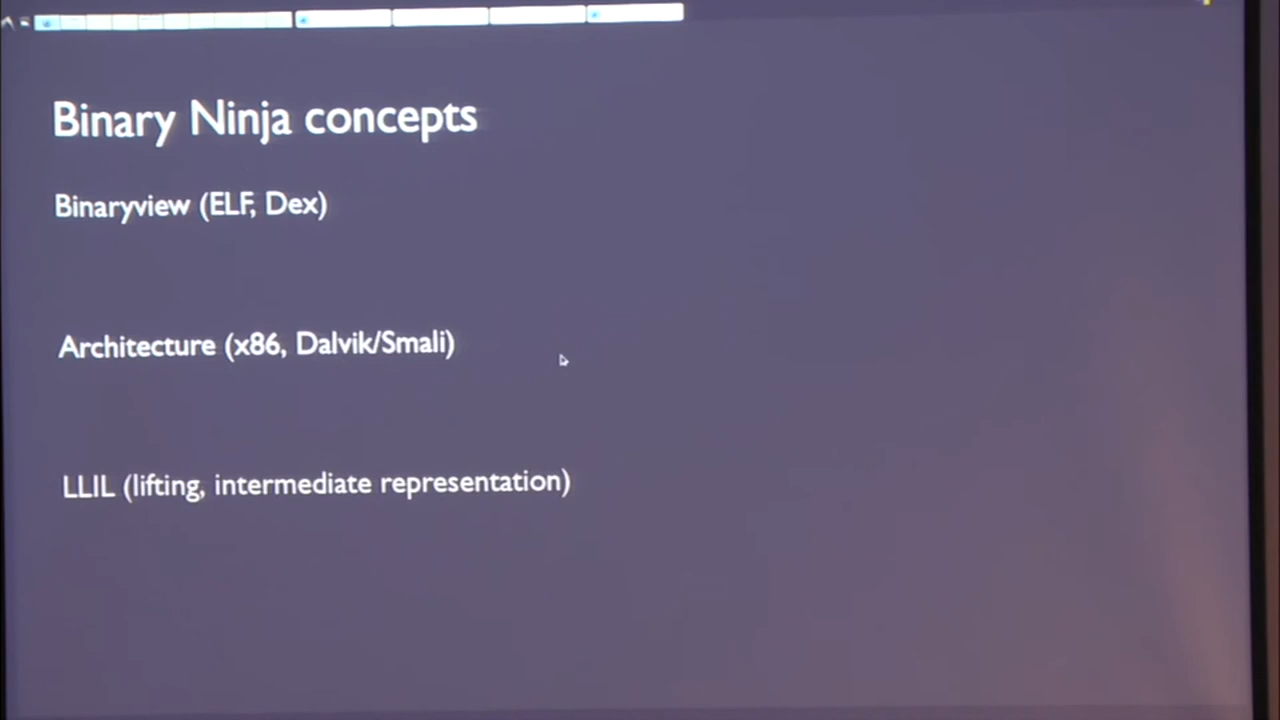 Binary Ninja concepts
Binaryview (ELF, Dex)
Architecture (x86, Dalvik/Smali)
LLIL (lifting, intermediate representation)